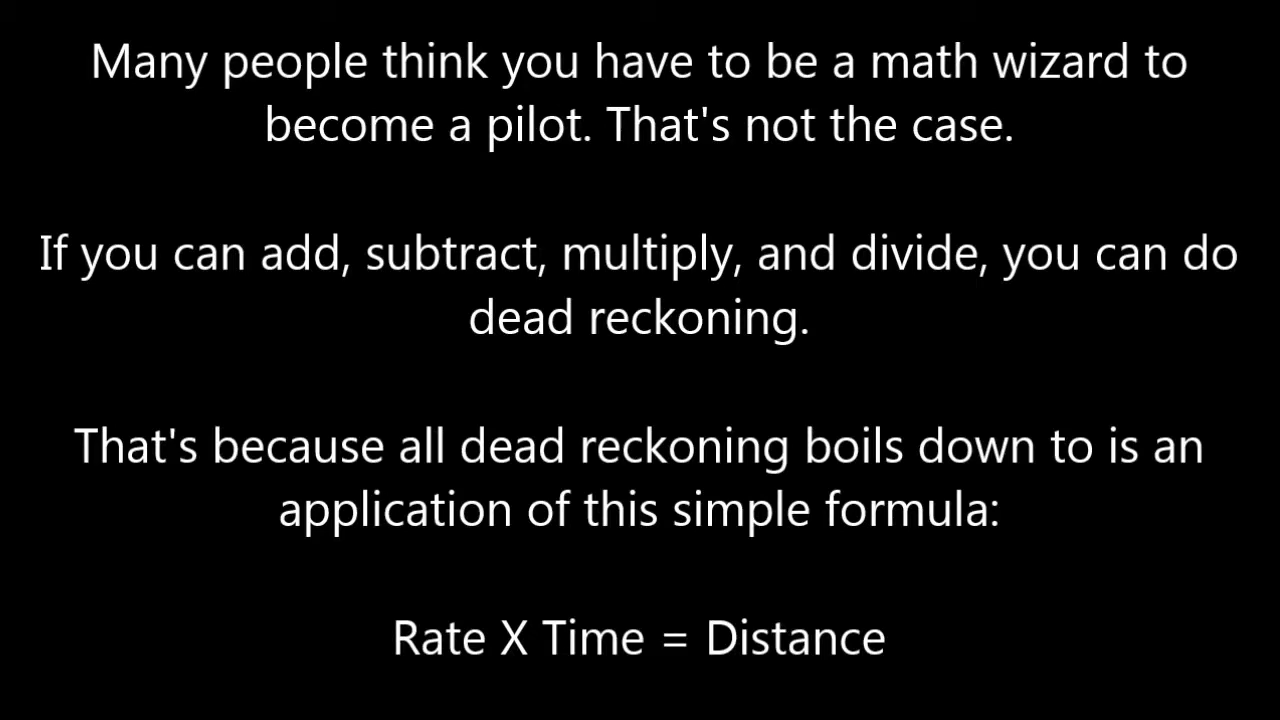 Many people think you have to be a math wizard to
become a pilot. That's not the case.
If you can add, subtract, multiply, and divide, you can do
dead reckoning.
That's because all dead reckoning boils down to is an
application of this simple formula:
Rate X Time = Distance